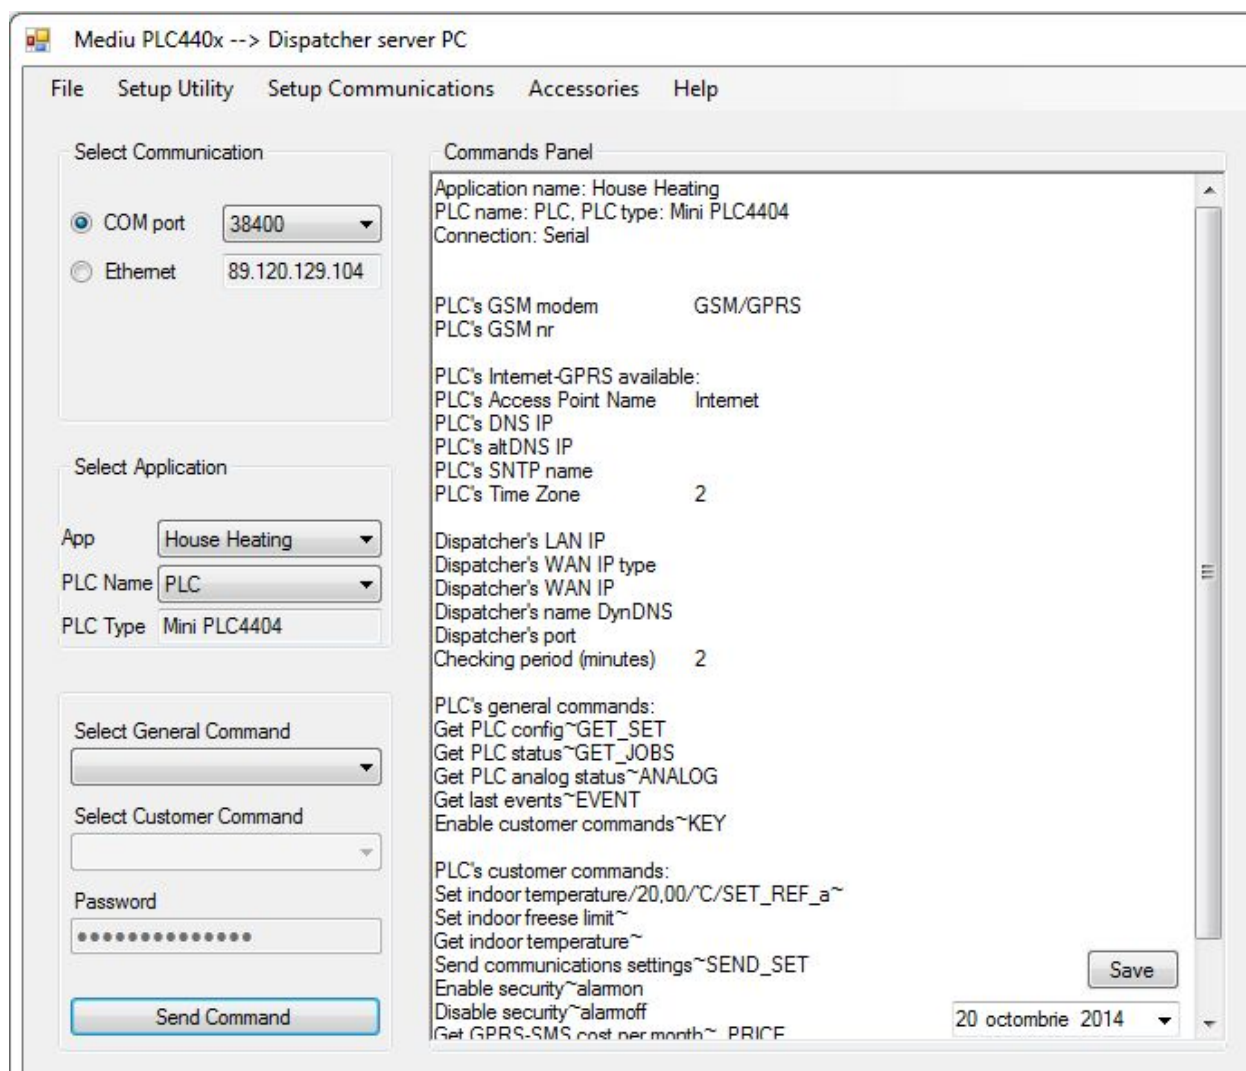 Mediu PLC440x --> Dispatcher server PC
File Setup Utility Setup Communications Accessories Help
Select Communication
COM port 38400
Ethernet 89.120.129.104
Select Application
App House Heating
PLC Name PLC
PLC Type Mini PLC4404
Select General Command
Select Customer Command
Password
••••••••••••••
Send Command
Commands Panel
Application name: House Heating
PLC name: PLC, PLC type: Mini PLC4404
Connection: Serial
PLC's GSM modem GSM/GPRS
PLC's GSM nr
PLC's Internet-GPRS available:
PLC's Access Point Name Internet
PLC's DNS IP
PLC's altDNS IP
PLC's SNTP name
PLC's Time Zone 2
Dispatcher's LAN IP
Dispatcher's WAN IP type
Dispatcher's WAN IP
Dispatcher's name DynDNS
Dispatcher's port
Checking period (minutes) 2
PLC's general commands:
Get PLC config~GET_SET
Get PLC status~GET_JOBS
Get PLC analog status~ANALOG
Get last events~EVENT
Enable customer commands~KEY
PLC's customer commands:
Set indoor temperature/20,00/°C/SET_REF_a~
Set indoor freese limit~
Get indoor temperature~
Send communications settings~SEND_SET
Enable security~alarmon
Disable security~alarmoff
Get GPRS-SMS cost per month~_PRICE
Save
20 octombrie 2014